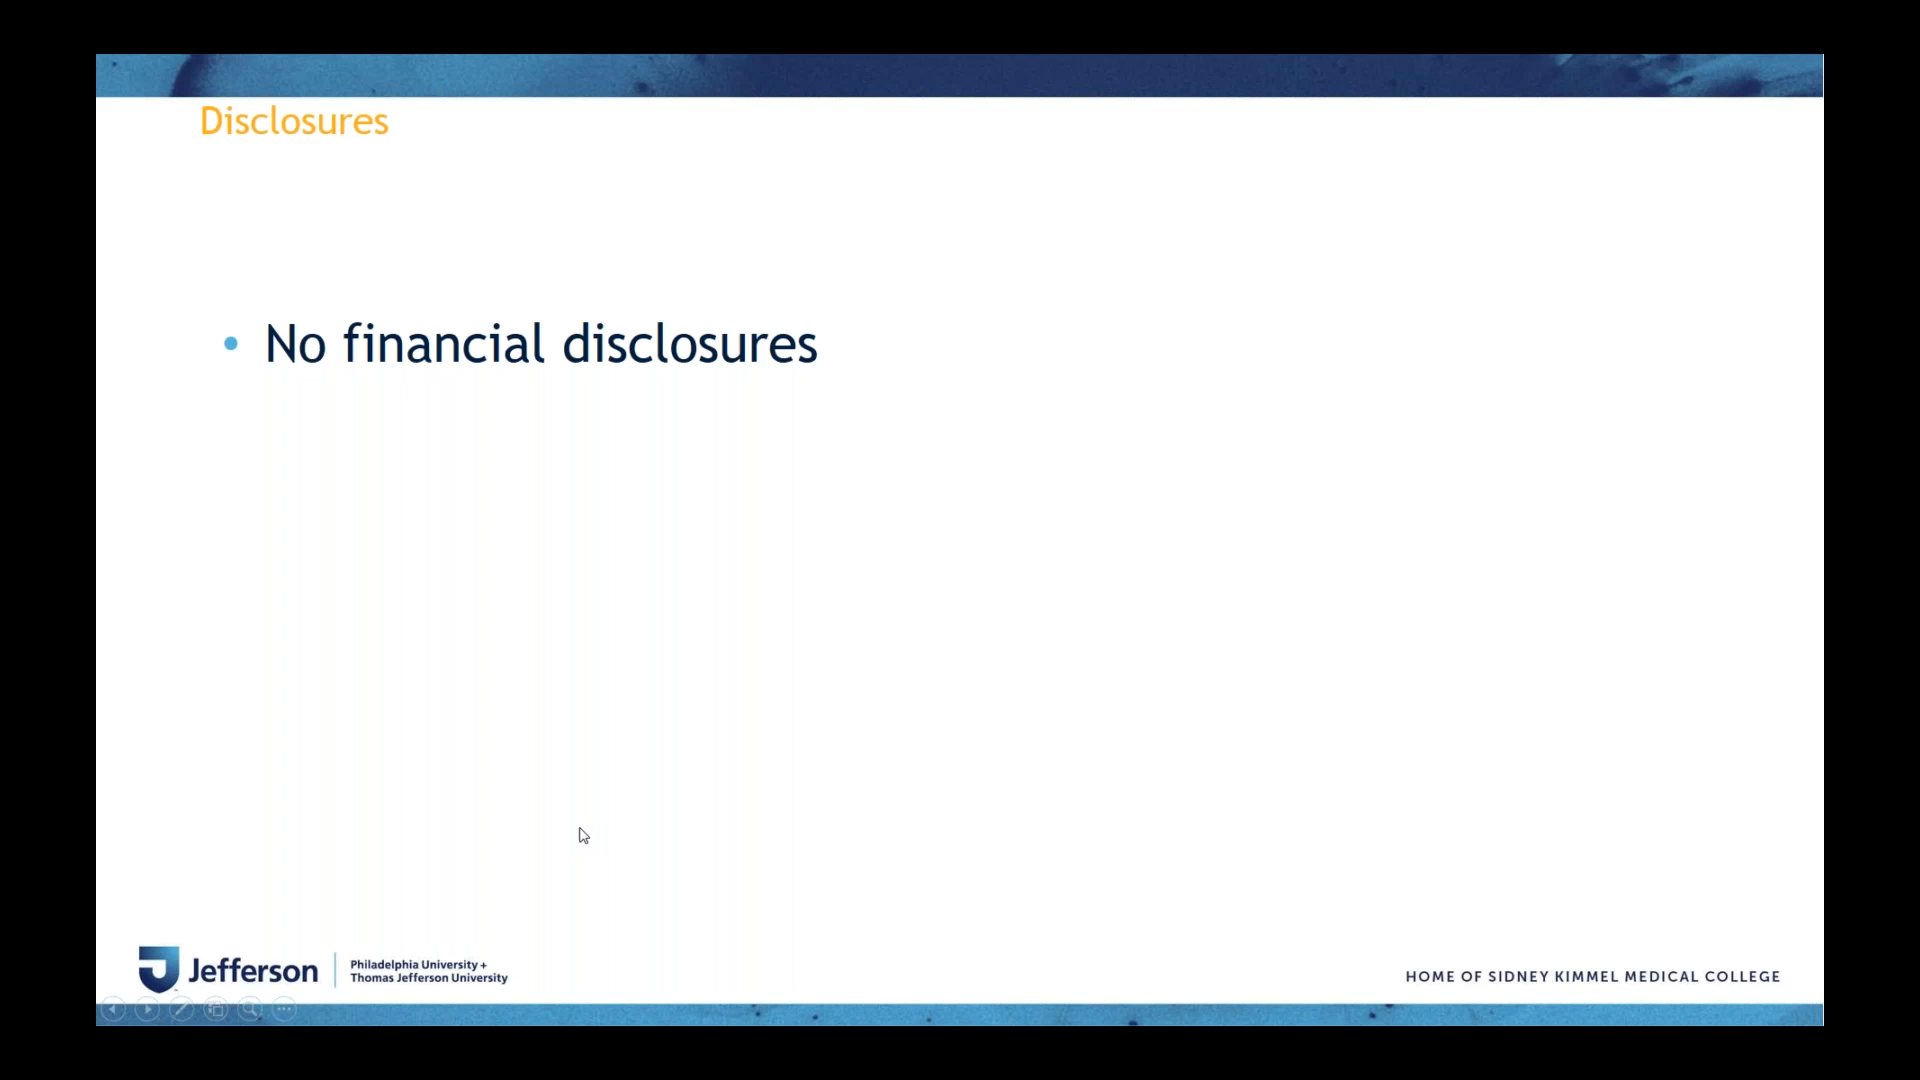 Disclosures
• No financial disclosures
Jefferson
Philadelphia University +
Thomas Jefferson University
HOME OF SIDNEY KIMMEL MEDICAL COLLEGE